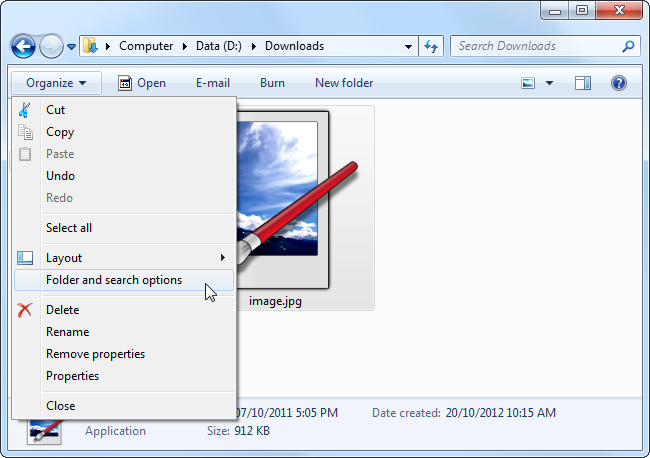 Computer Data (D:) Downloads
Search Downloads
Organize Open E-mail Burn New folder
Cut
Copy
Paste
Undo
Redo
Select all
Layout
Folder and search options
Delete
Rename
Remove properties
Properties
Close
image.jpg
07/10/2011 5:05 PM Date created: 20/10/2012 10:15 AM
Application Size: 912 KB